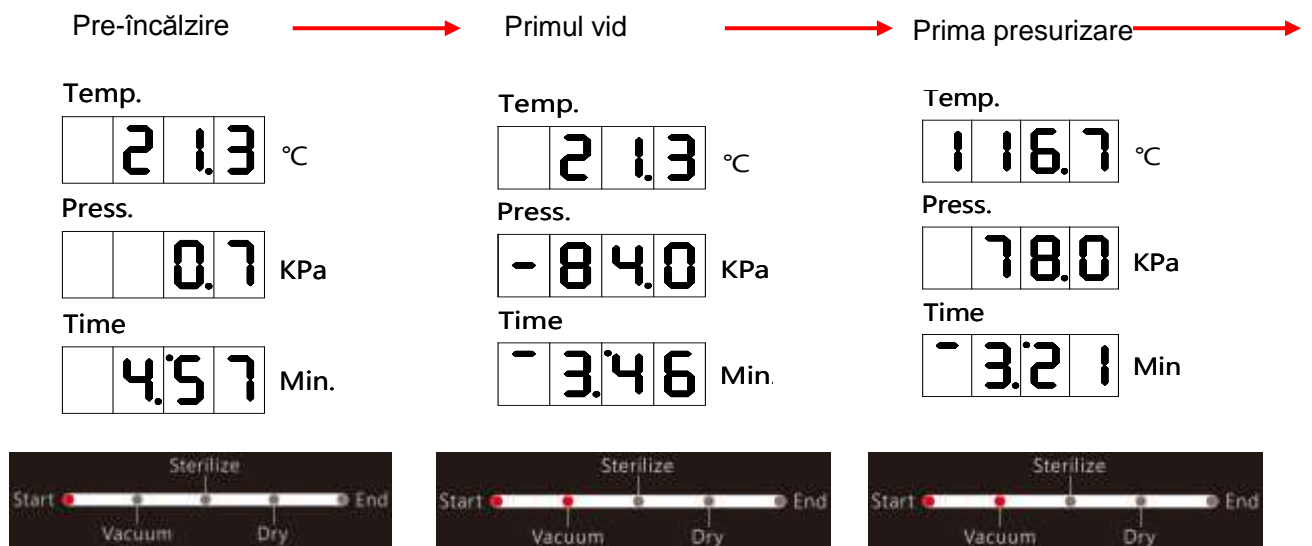 Pre-încălzire
Temp.
21.3 °C
Press.
0.7 KPa
Time
4:57 Min.
Sterilize
Start End
Vacuum Dry
Primul vid
Temp.
21.3 °C
Press.
-84.0 KPa
Time
-3:46 Min.
Sterilize
Start End
Vacuum Dry
Prima presurizare
Temp.
116.7 °C
Press.
78.0 KPa
Time
-3:21 Min
Sterilize
Start End
Vacuum Dry